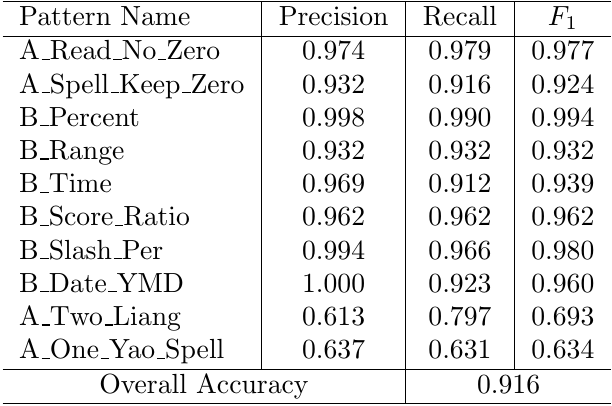 Pattern Name Precision Recall F1
A_Read_No_Zero 0.974 0.979 0.977
A_Spell_Keep_Zero 0.932 0.916 0.924
B_Percent 0.998 0.990 0.994
B_Range 0.932 0.932 0.932
B_Time 0.969 0.912 0.939
B_Score_Ratio 0.962 0.962 0.962
B_Slash_Per 0.994 0.966 0.980
B_Date_YMD 1.000 0.923 0.960
A_Two_Liang 0.613 0.797 0.693
A_One_Yao_Spell 0.637 0.631 0.634
Overall Accuracy 0.916